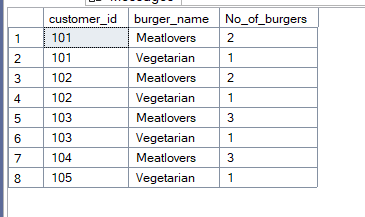 Messages
customer_id burger_name No_of_burgers
1 101 Meatlovers 2
2 101 Vegetarian 1
3 102 Meatlovers 2
4 102 Vegetarian 1
5 103 Meatlovers 3
6 103 Vegetarian 1
7 104 Meatlovers 3
8 105 Vegetarian 1